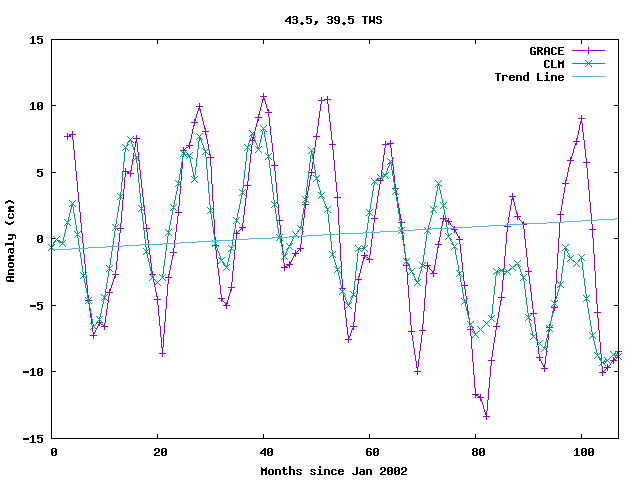 43.5, 39.5 TWS
GRACE
CLM
Trend Line
15
10
5
0
-5
-10
-15
Anomaly (cm)
0 20 40 60 80 100
Months since Jan 2002